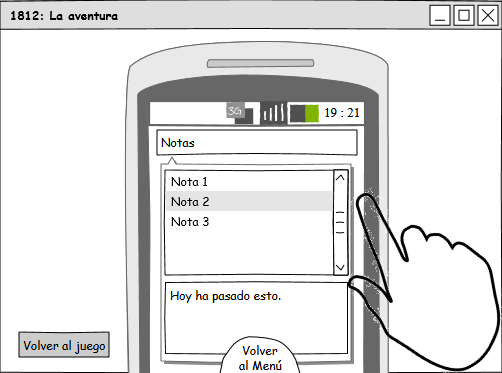 1812: La aventura
3G
19 : 21
Notas
Nota 1
Nota 2
Nota 3
Hoy ha pasado esto.
Volver al juego
Volver
al Menú